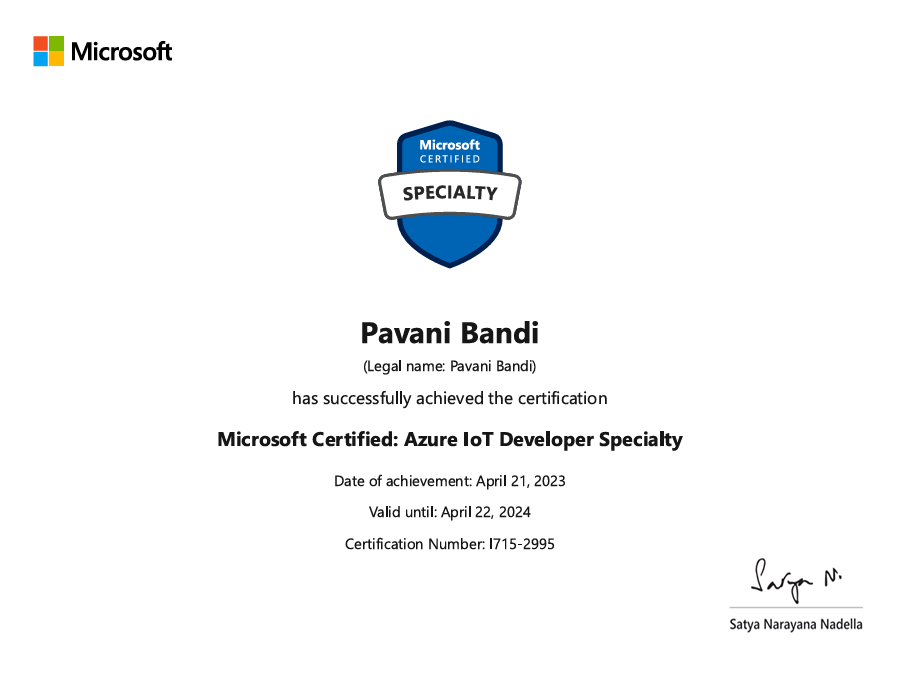 Microsoft
Microsoft
CERTIFIED
SPECIALTY
Pavani Bandi
(Legal name: Pavani Bandi)
has successfully achieved the certification
Microsoft Certified: Azure IoT Developer Specialty
Date of achievement: April 21, 2023
Valid until: April 22, 2024
Certification Number: I715-2995
Satya N.
Satya Narayana Nadella